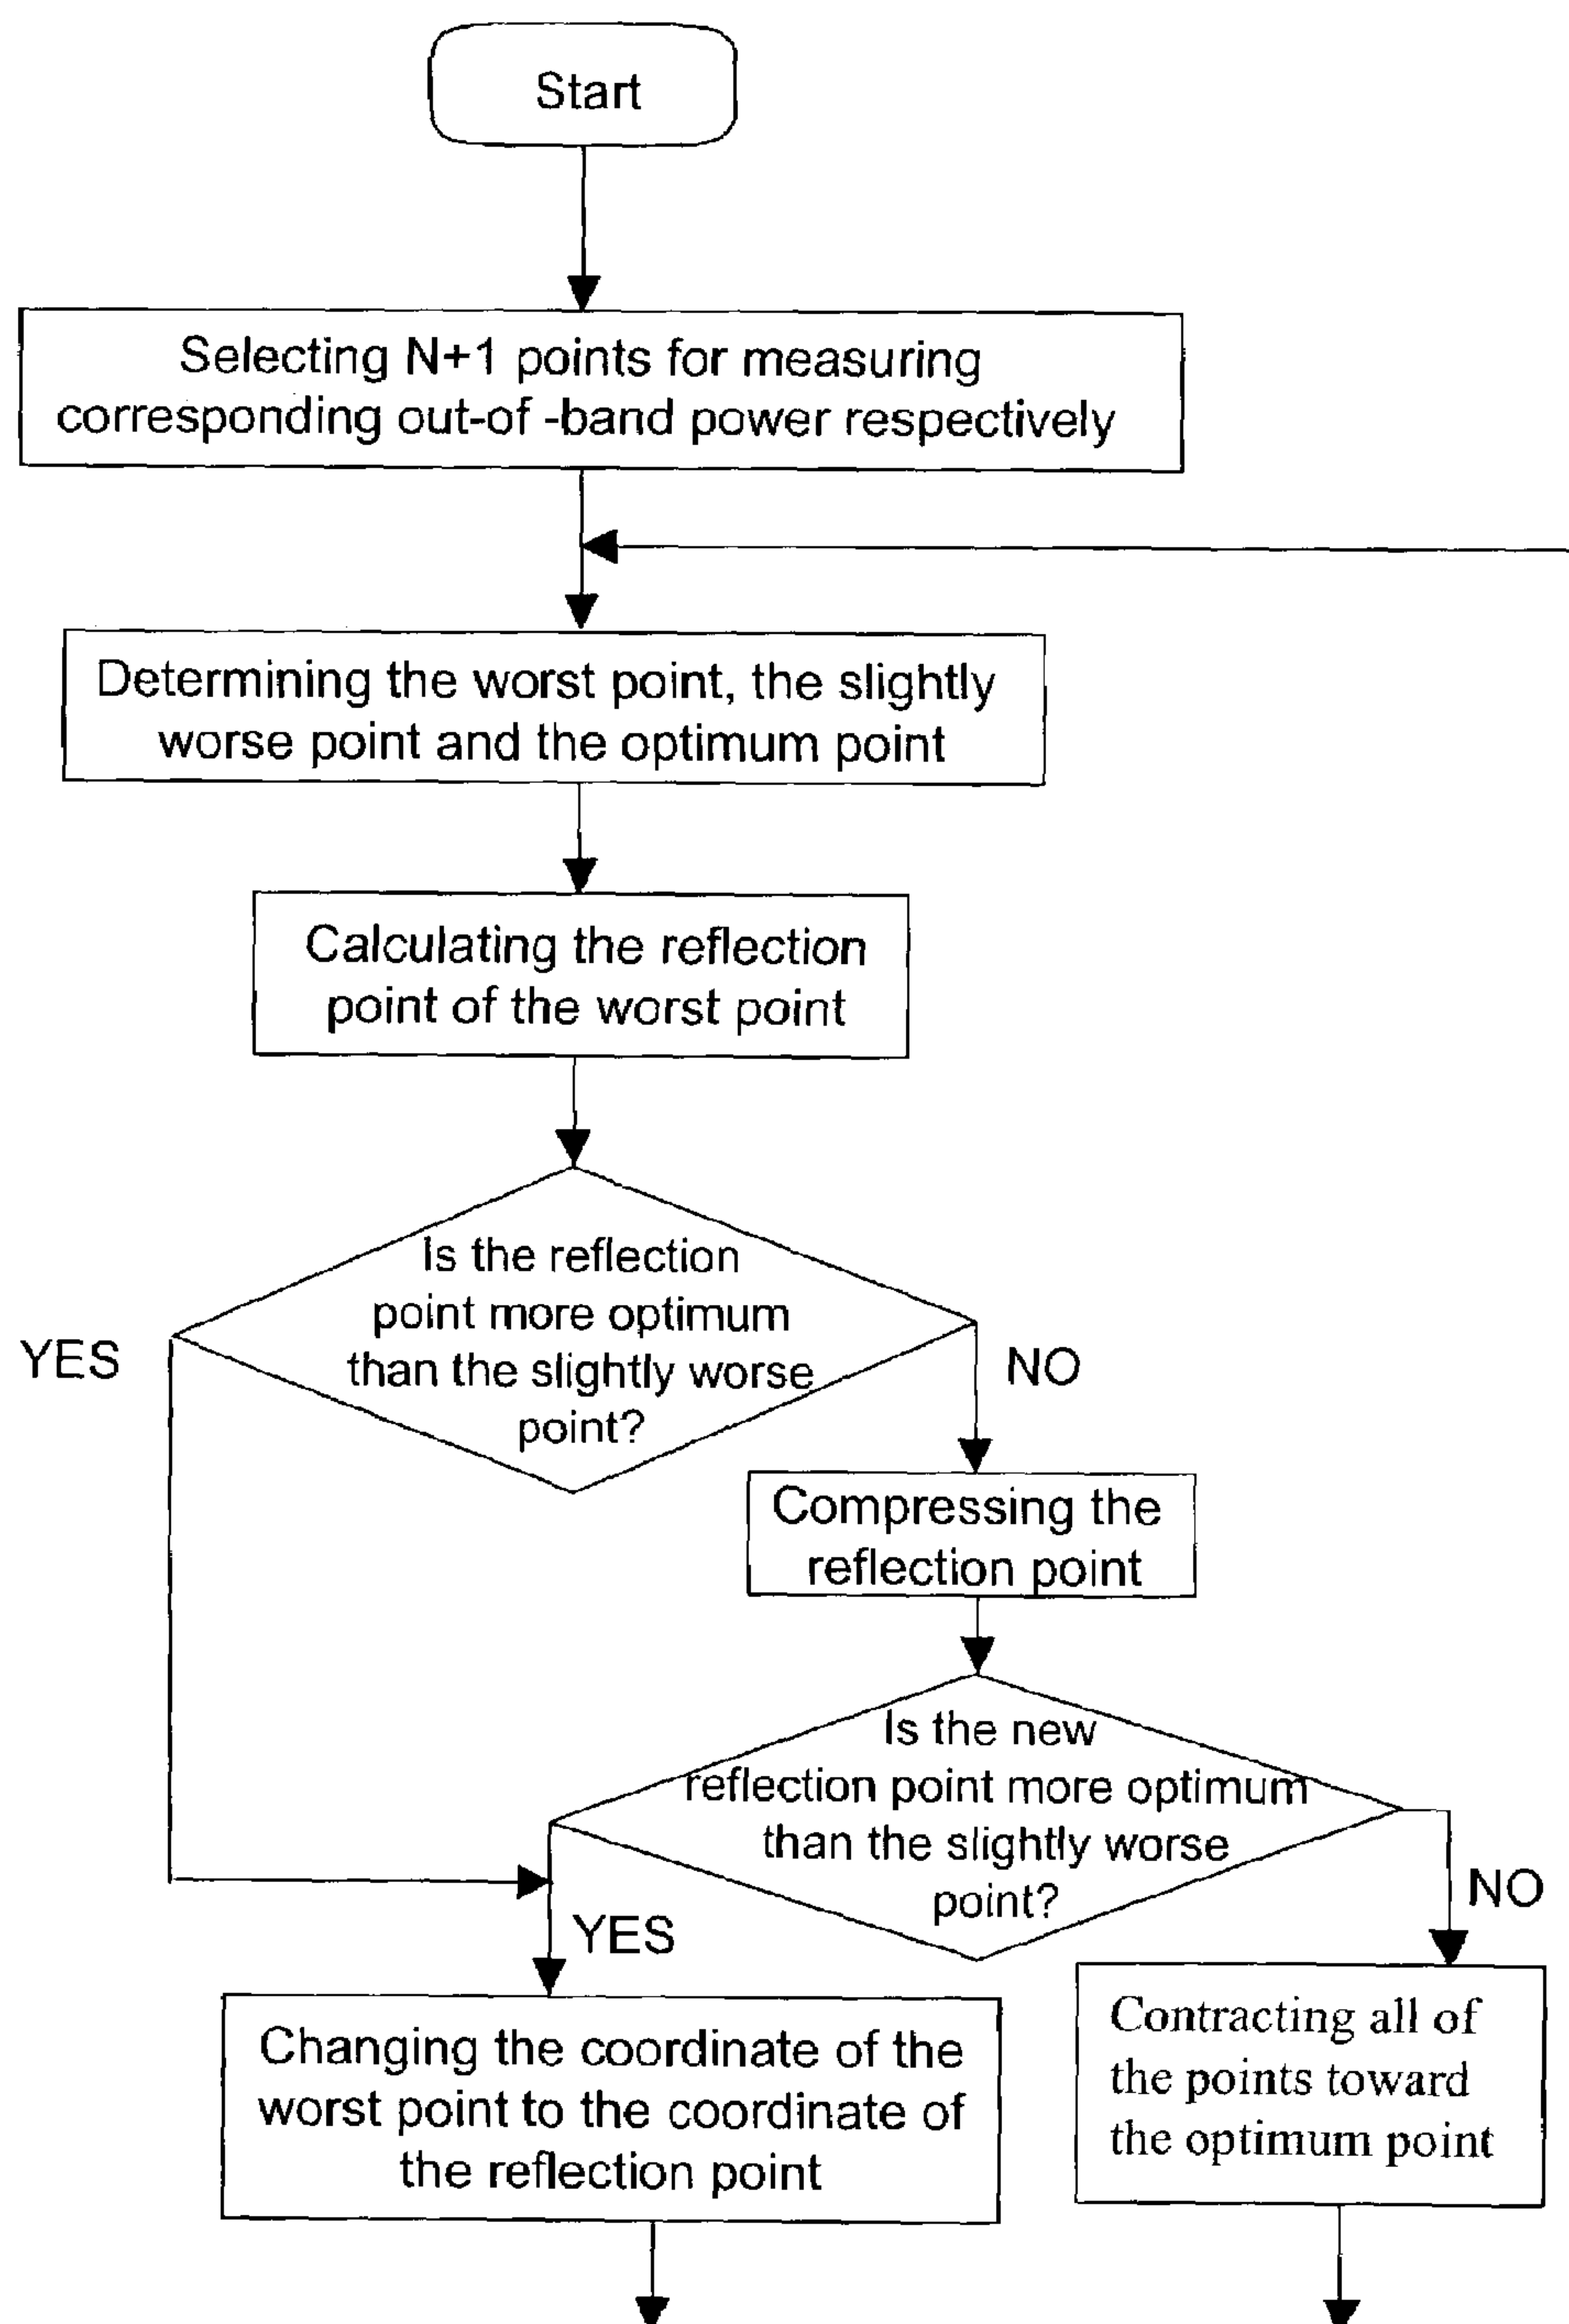 Start
Selecting N+1 points for measuring
corresponding out-of -band power respectively
Determining the worst point, the slightly
worse point and the optimum point
Calculating the reflection
point of the worst point
Is the reflection
point more optimum
than the slightly worse
point?
YES
NO
Compressing the
reflection point
Is the new
reflection point more optimum
than the slightly worse
point?
NO
YES
Changing the coordinate of the
worst point to the coordinate of
the reflection point
Contracting all of
the points toward
the optimum point